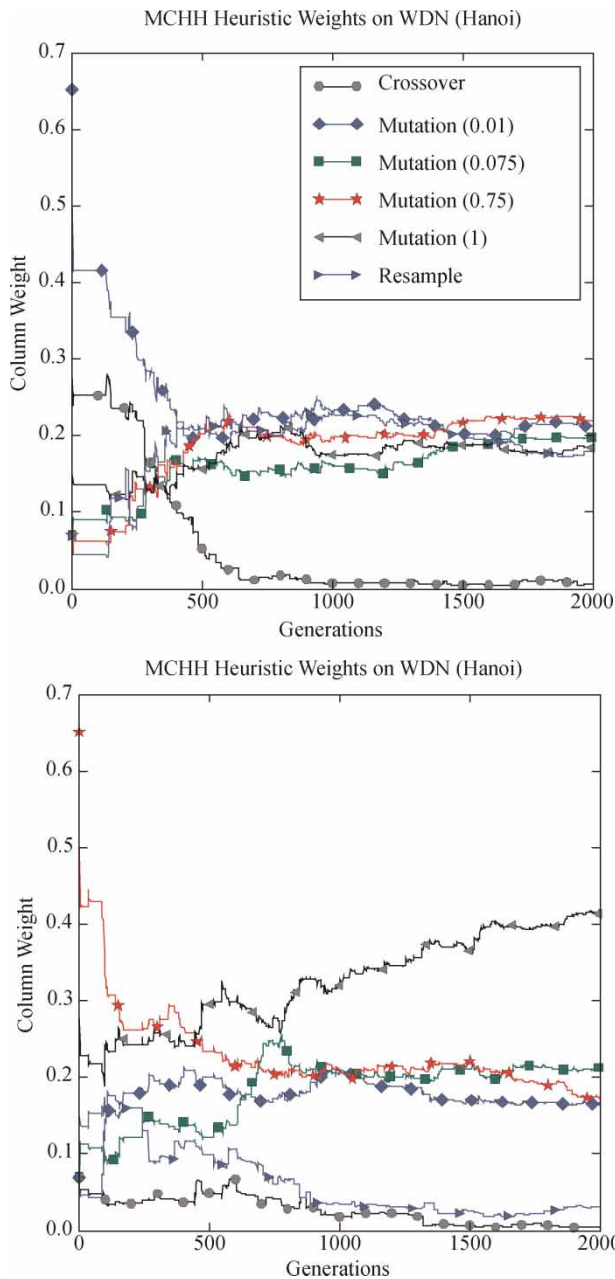 MCHH Heuristic Weights on WDN (Hanoi)
0.7
0.6
0.5
0.4
0.3
0.2
0.1
0.0
Column Weight
Crossover
Mutation (0.01)
Mutation (0.075)
Mutation (0.75)
Mutation (1)
Resample
0
500
1000
1500
2000
Generations
MCHH Heuristic Weights on WDN (Hanoi)
0.7
0.6
0.5
0.4
0.3
0.2
0.1
0.0
Column Weight
0
500
1000
1500
2000
Generations